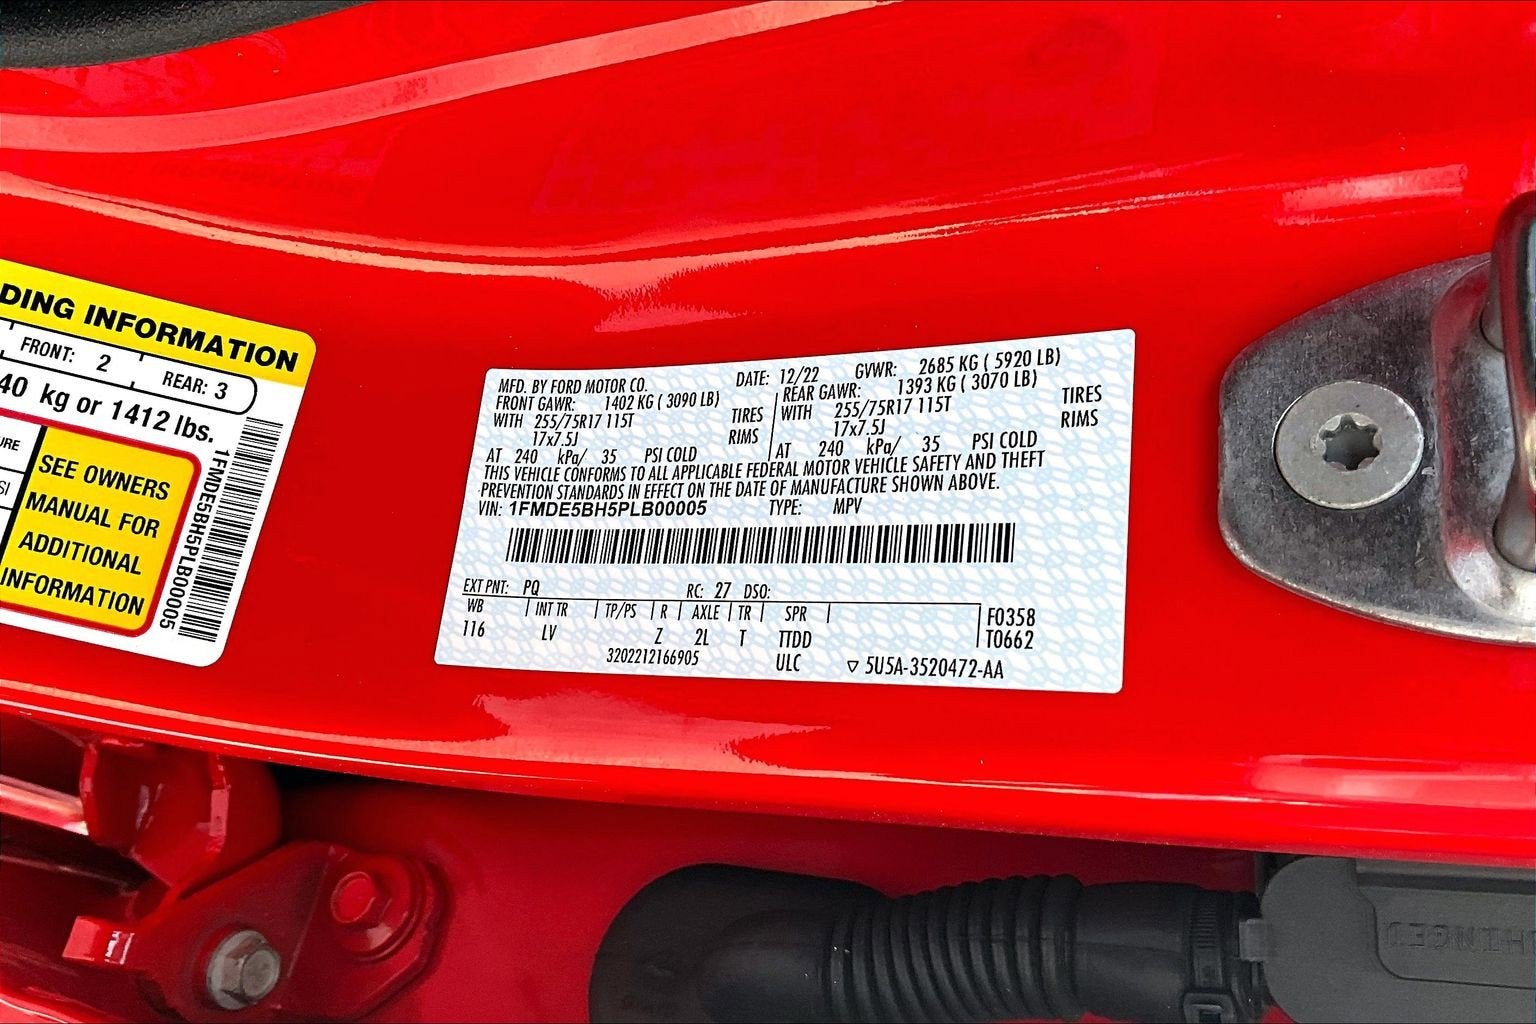 DING INFORMATION
FRONT: 2 REAR: 3
40 kg or 1412 lbs.
SEE OWNERS
MANUAL FOR
ADDITIONAL
INFORMATION
1FMDE5BH5PLB00005
MFD. BY FORD MOTOR CO. DATE: 12/22 GVWR: 2685 KG ( 5920 LB)
FRONT GAWR: 1402 KG ( 3090 LB) REAR GAWR: 1393 KG ( 3070 LB)
WITH 255/75R17 115T TIRES WITH 255/75R17 115T TIRES
17x7.5J RIMS 17x7.5J RIMS
AT 240 kPa/ 35 PSI COLD AT 240 kPa/ 35 PSI COLD
THIS VEHICLE CONFORMS TO ALL APPLICABLE FEDERAL MOTOR VEHICLE SAFETY AND THEFT
PREVENTION STANDARDS IN EFFECT ON THE DATE OF MANUFACTURE SHOWN ABOVE.
VIN: 1FMDE5BH5PLB00005 TYPE: MPV
EXT PNT: PQ RC: 27 DSO:
WB INT TR TP/PS R AXLE TR SPR F0358
116 LV Z 2L T TTDD T0662
3202212166905 ULC ▽ 5U5A-3520472-AA